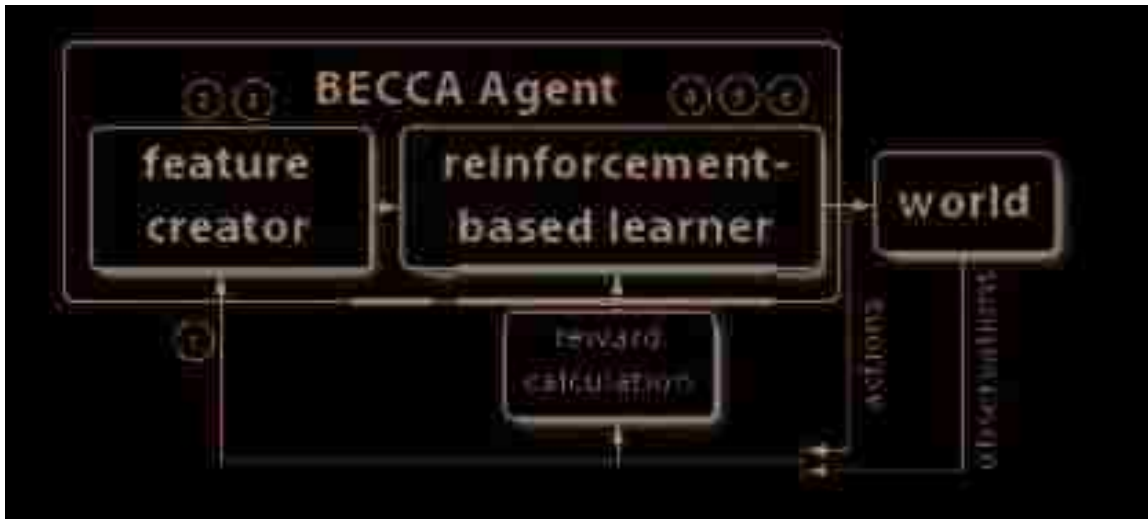 BECCA Agent
feature
creator
reinforcement-
based learner
world
reward
calculation
actions
observations